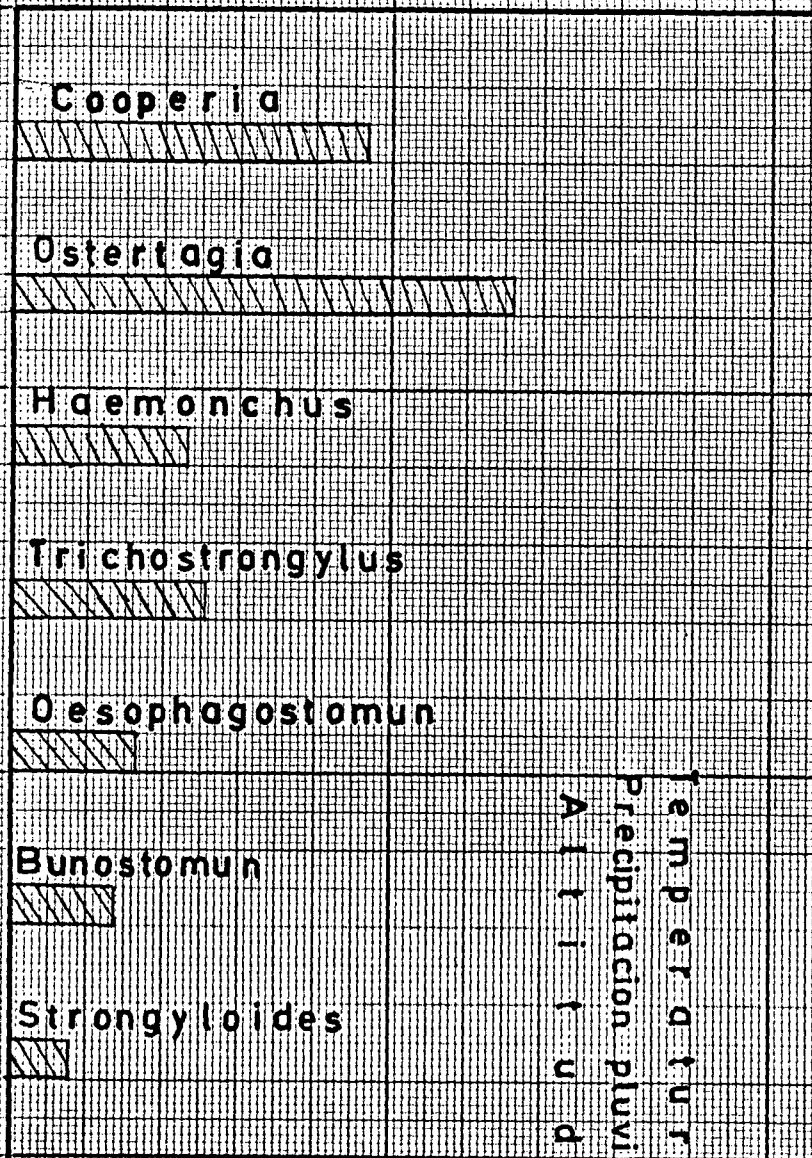 Cooperia
Ostertagia
Haemonchus
Trichostrongylus
Oesophagostomun
Bunostomun
Strongyloides
Temperatur
Precipitacion pluvi
Altitud